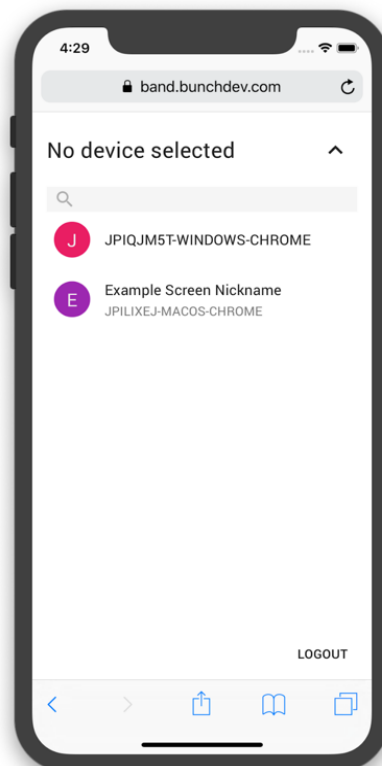 4:29
band.bunchdev.com
No device selected
J
JPIQJM5T-WINDOWS-CHROME
E
Example Screen Nickname
JPILIXEJ-MACOS-CHROME
LOGOUT